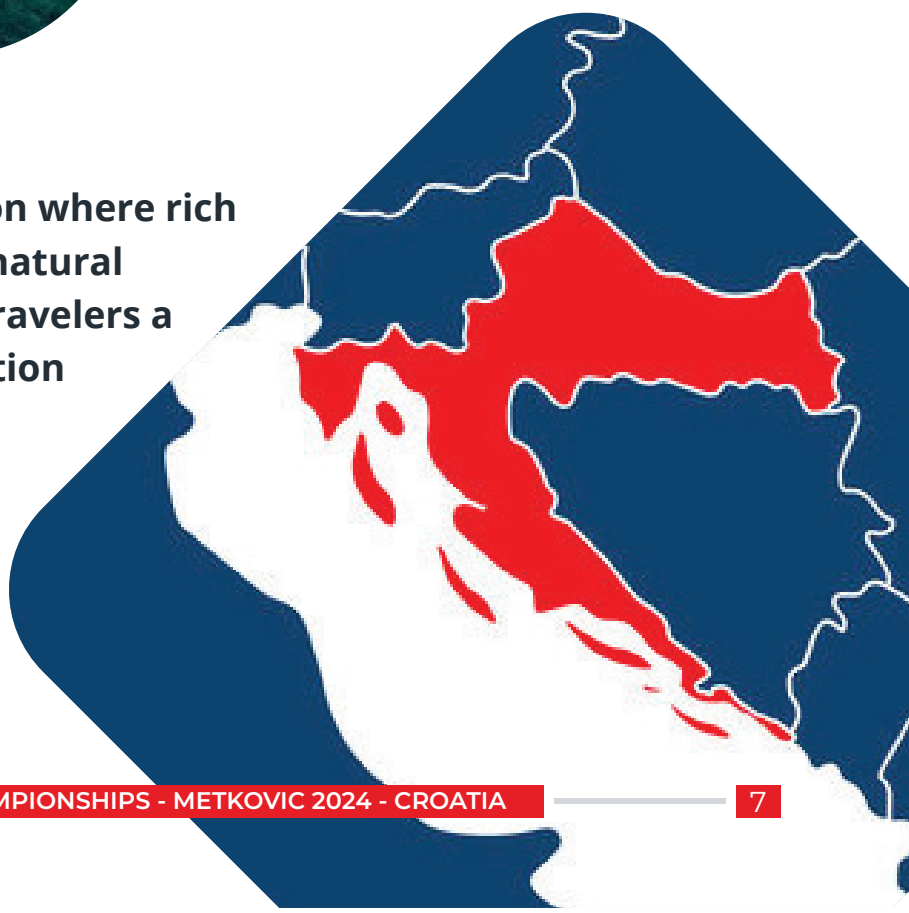 on where rich
natural
ravelers a
tion
MPIONSHIPS - METKOVIC 2024 - CROATIA
7